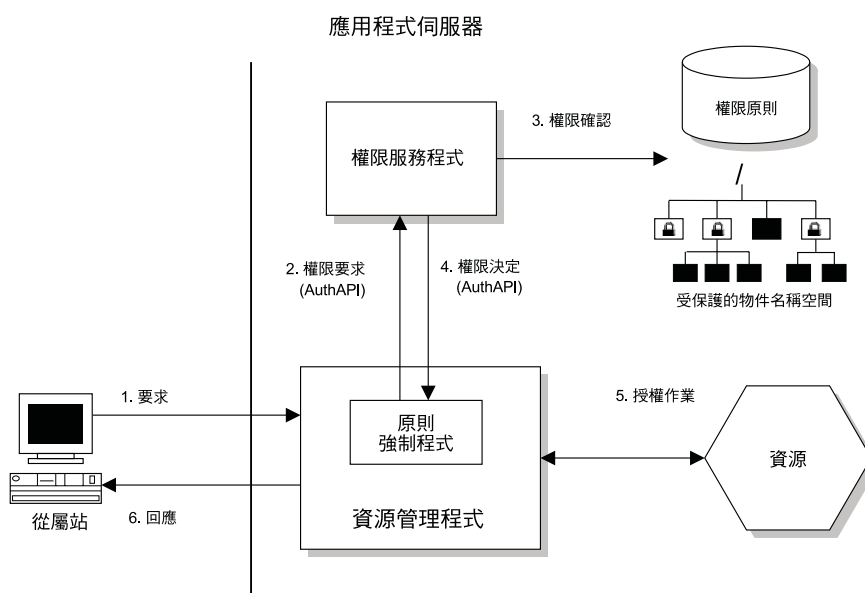 應用程式伺服器
權限原則
3. 權限確認
權限服務程式
/
2. 權限要求
(AuthAPI)
4. 權限決定
(AuthAPI)
受保護的物件名稱空間
1. 要求
5. 授權作業
原則
強制程式
資源
6. 回應
從屬站
資源管理程式